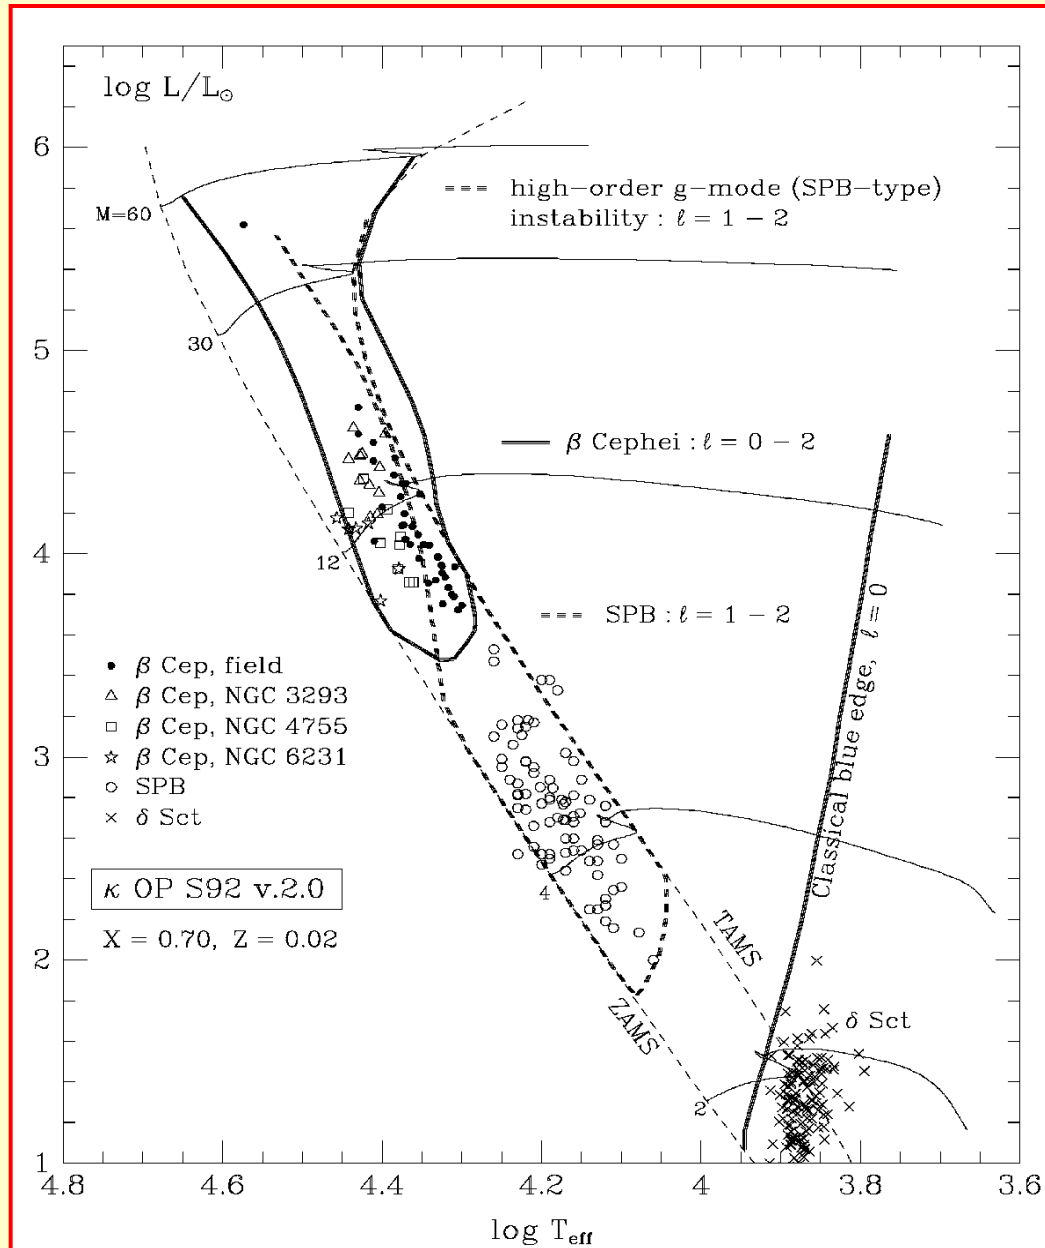 log L/L☉
6
M=60
=== high-order g-mode (SPB-type)
instability : ℓ = 1 - 2
5
30
β Cephei : ℓ = 0 - 2
4
12
=== SPB : ℓ = 1 - 2
β Cep, field
β Cep, NGC 3293
β Cep, NGC 4755
β Cep, NGC 6231
SPB
δ Sct
3
Classical blue edge, ℓ=0
4
κ OP S92 v.2.0
X = 0.70, Z = 0.02
2
TAMS
ZAMS
δ Sct
2
1
4.8 4.6 4.4 4.2 4 3.8 3.6
log Teff